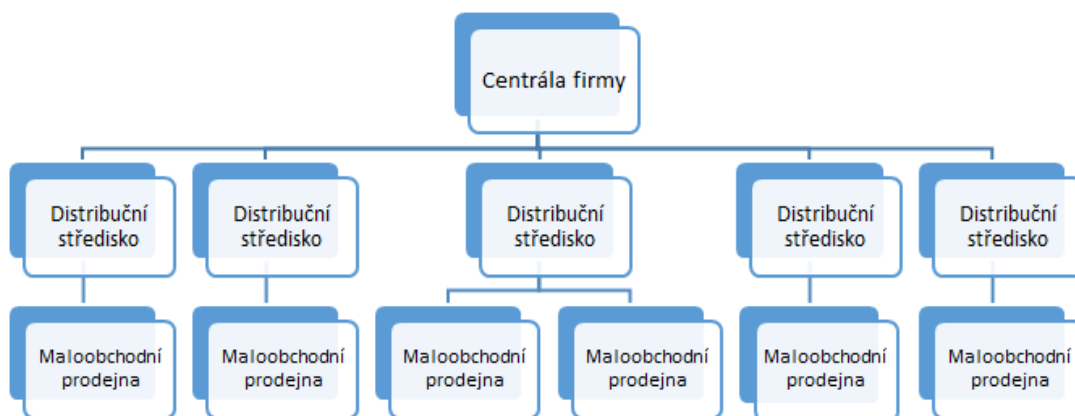 Centrála firmy
Distribuční
středisko
Distribuční
středisko
Distribuční
středisko
Distribuční
středisko
Distribuční
středisko
Maloobchodní
prodejna
Maloobchodní
prodejna
Maloobchodní
prodejna
Maloobchodní
prodejna
Maloobchodní
prodejna
Maloobchodní
prodejna